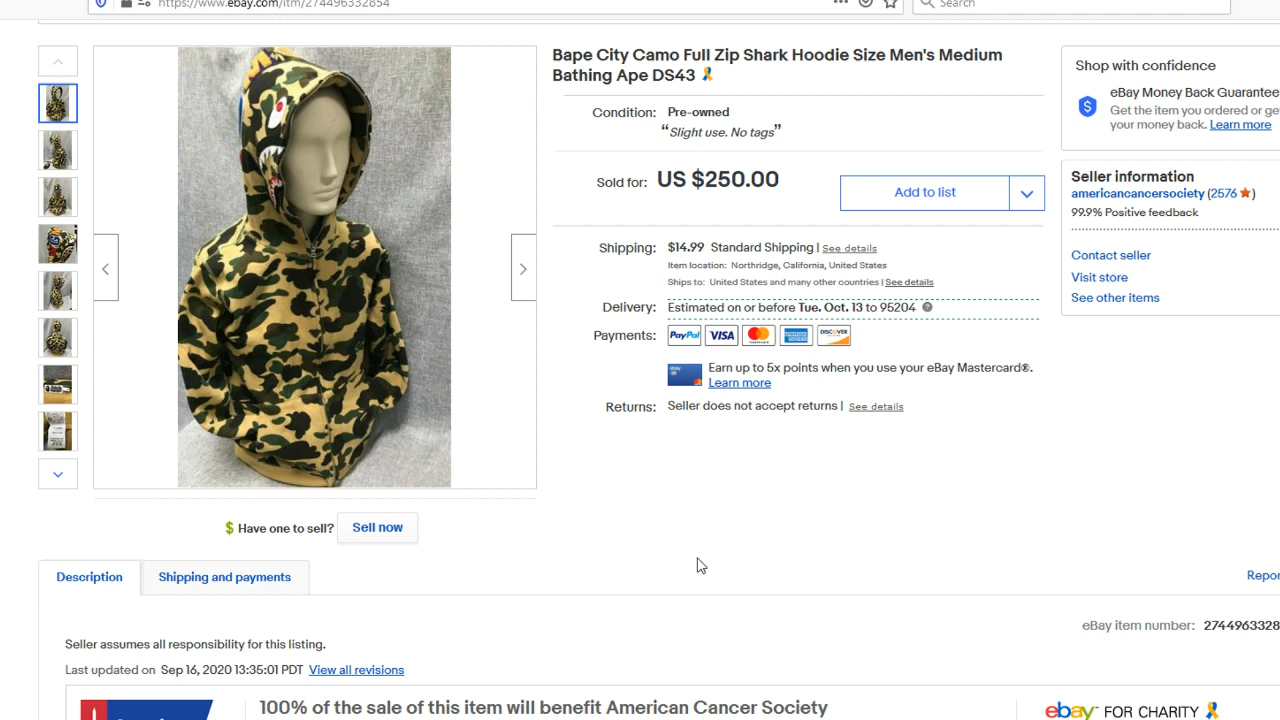 https://www.ebay.com/itm/274496332854
Search
Bape City Camo Full Zip Shark Hoodie Size Men's Medium
Bathing Ape DS43
Condition: Pre-owned
“Slight use. No tags”
Sold for: US $250.00
Add to list
Shipping: $14.99 Standard Shipping | See details
Item location: Northridge, California, United States
Ships to: United States and many other countries | See details
Delivery: Estimated on or before Tue. Oct. 13 to 95204
Payments: PayPal VISA mastercard DISCOVER
Earn up to 5x points when you use your eBay Mastercard®.
Learn more
Returns: Seller does not accept returns | See details
Shop with confidence
eBay Money Back Guarantee
Get the item you ordered or ge
your money back. Learn more
Seller information
americancancersociety (2576 ★)
99.9% Positive feedback
Contact seller
Visit store
See other items
$ Have one to sell? Sell now
Description
Shipping and payments
Repor
eBay item number: 2744963328
Seller assumes all responsibility for this listing.
Last updated on Sep 16, 2020 13:35:01 PDT View all revisions
100% of the sale of this item will benefit American Cancer Society
ebay FOR CHARITY